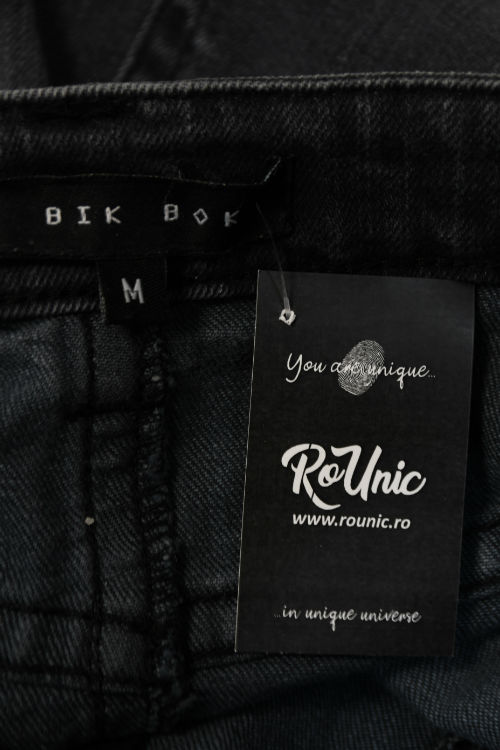 BIK BOK
M
You are unique...
RoUnic
www.rounic.ro
...in unique universe